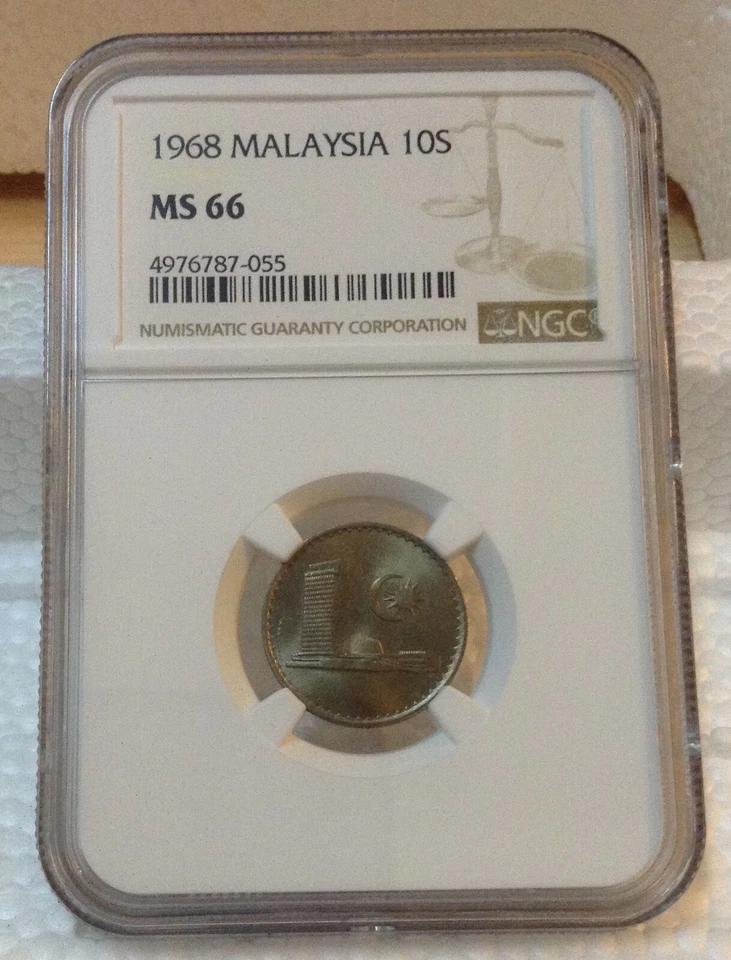 1968 MALAYSIA 10S
MS 66
4976787-055
NUMISMATIC GUARANTY CORPORATION
NGC